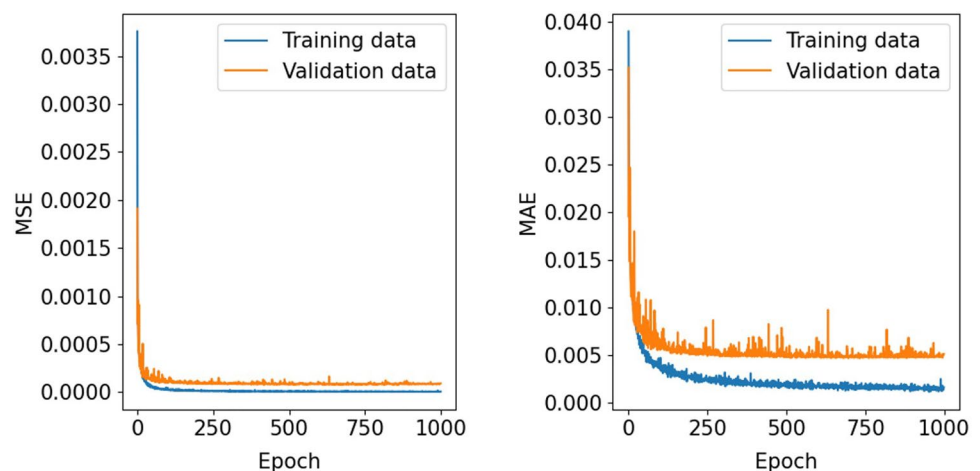 MSE
0.0035
0.0030
0.0025
0.0020
0.0015
0.0010
0.0005
0.0000
Training data
Validation data
0 250 500 750 1000
Epoch
MAE
0.040
0.035
0.030
0.025
0.020
0.015
0.010
0.005
0.000
Training data
Validation data
0 250 500 750 1000
Epoch